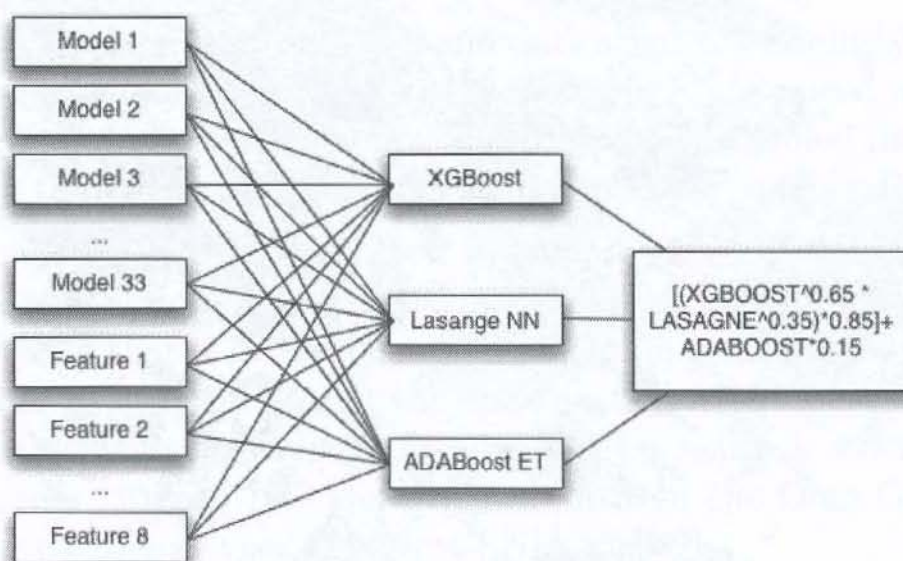 Model 1
Model 2
Model 3
...
Model 33
Feature 1
Feature 2
...
Feature 8
XGBoost
Lasange NN
ADABoost ET
[(XGBOOST^0.65 *
LASAGNE^0.35)*0.85]+
ADABOOST*0.15